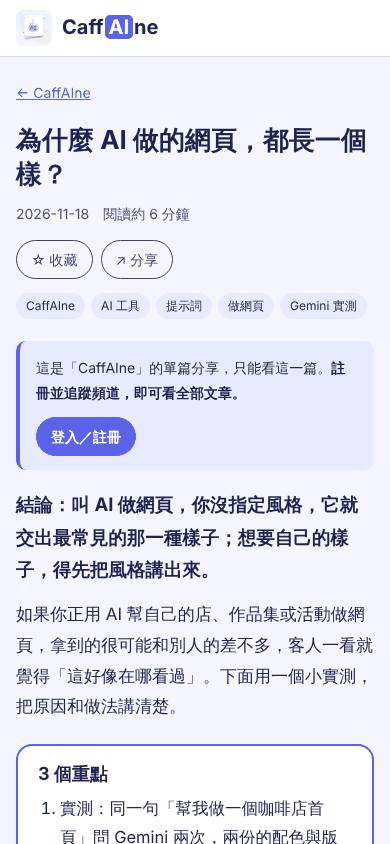 CaffAIne
← CaffAIne
為什麼 AI 做的網頁，都長一個
樣？
2026-11-18 閱讀約 6 分鐘
☆ 收藏 ↗ 分享
CaffAIne AI 工具 提示詞 做網頁 Gemini 實測
這是「CaffAIne」的單篇分享，只能看這一篇。註
冊並追蹤頻道，即可看全部文章。
登入／註冊
結論：叫 AI 做網頁，你沒指定風格，它就
交出最常見的那一種樣子；想要自己的樣
子，得先把風格講出來。
如果你正用 AI 幫自己的店、作品集或活動做網
頁，拿到的很可能和別人的差不多，客人一看就
覺得「這好像在哪看過」。下面用一個小實測，
把原因和做法講清楚。
3 個重點
1. 實測：同一句「幫我做一個咖啡店首
頁」問 Gemini 兩次，兩份的配色與版